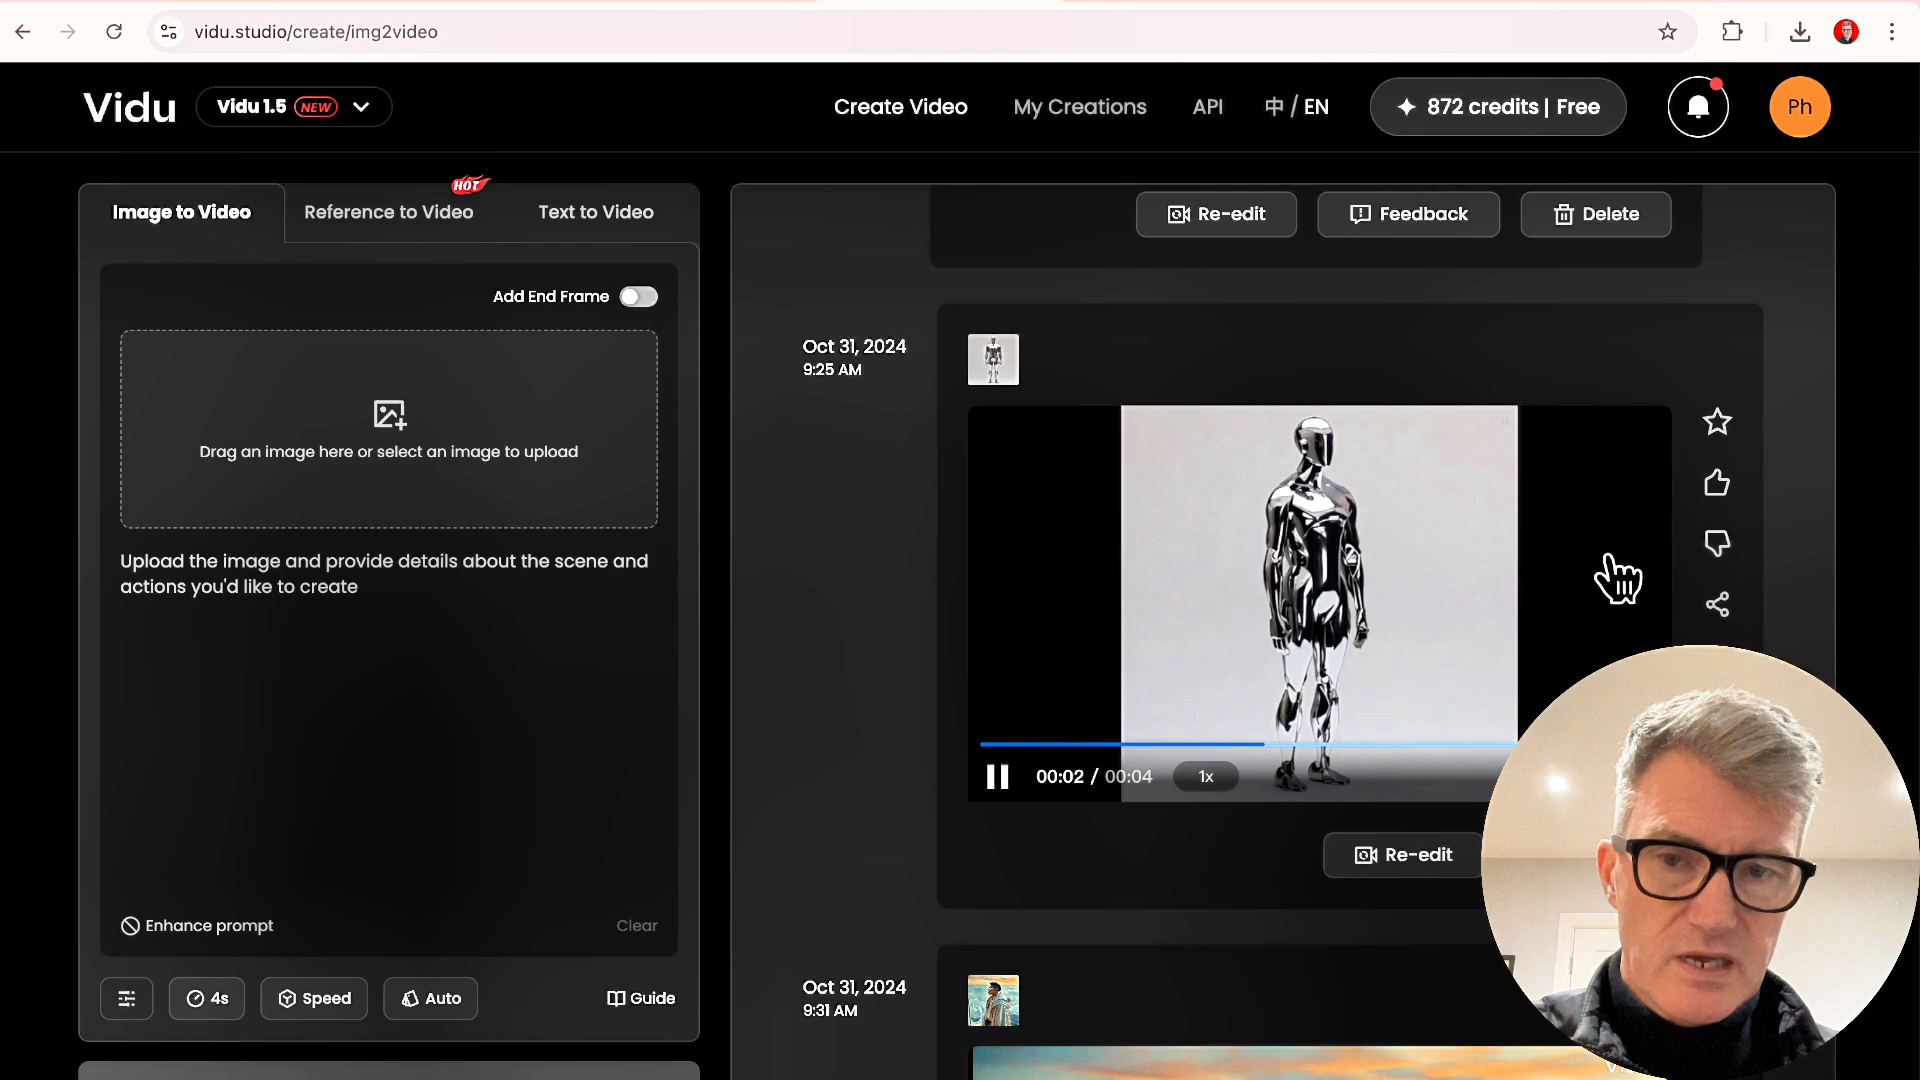 vidu.studio/create/img2video
Vidu
Vidu 1.5 NEW
Create Video
My Creations
API
中 / EN
872 credits | Free
Ph
Image to Video
HOT
Reference to Video
Text to Video
Add End Frame
Drag an image here or select an image to upload
Upload the image and provide details about the scene and
actions you'd like to create
Enhance prompt
Clear
4s
Speed
Auto
Guide
Re-edit
Feedback
Delete
Oct 31, 2024
9:25 AM
00:02 / 00:04
1x
Re-edit
Oct 31, 2024
9:31 AM